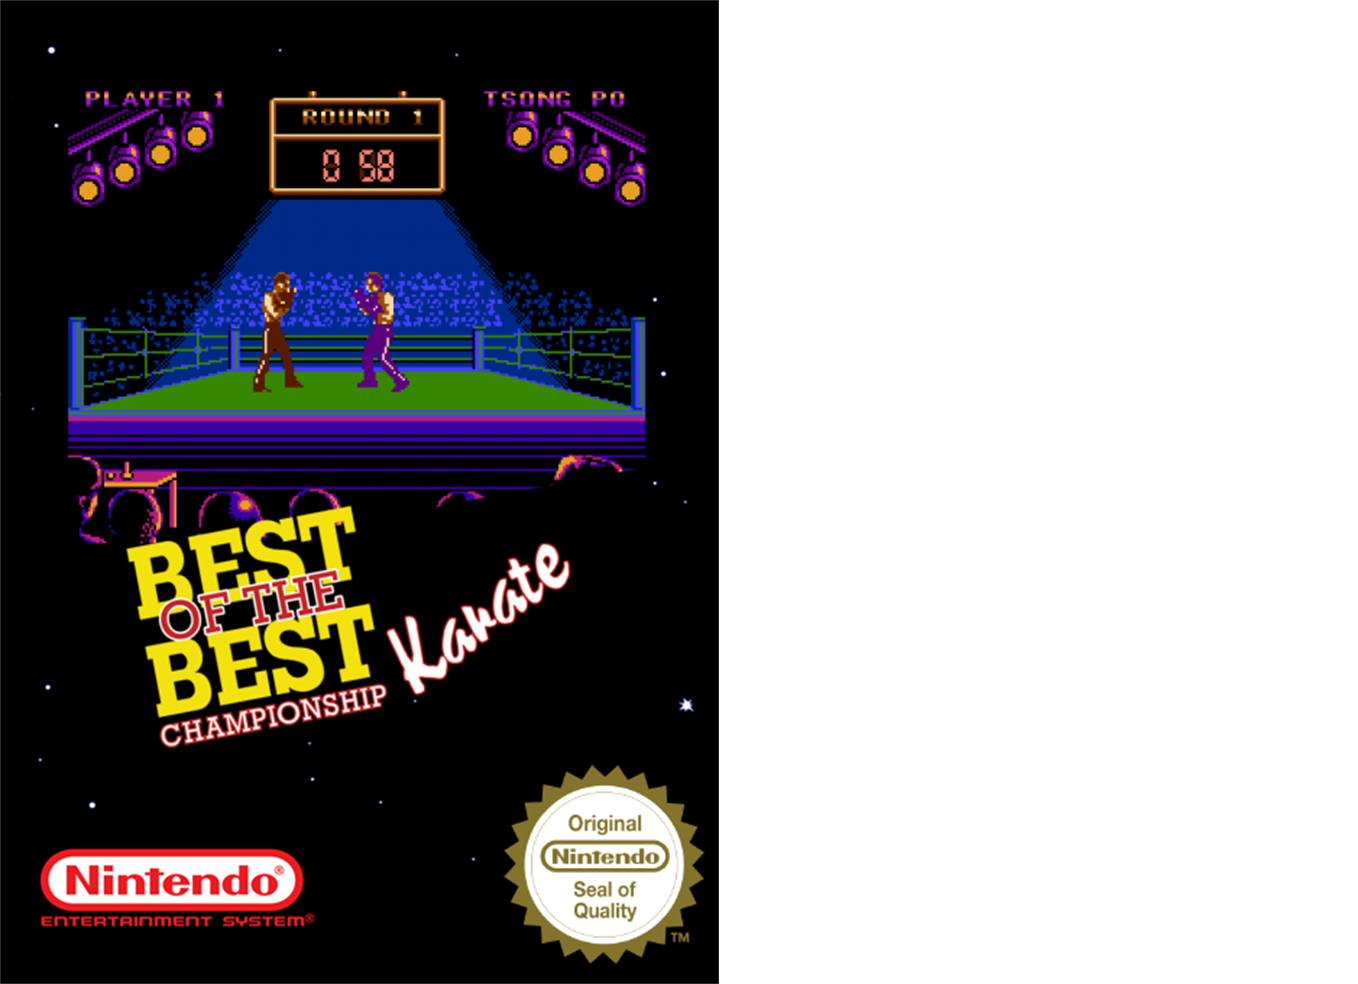 PLAYER 1
ROUND 1
TSONG PO
0 58
BEST
OF THE
BEST
CHAMPIONSHIP
Karate
Nintendo®
ENTERTAINMENT SYSTEM®
Original
Nintendo
Seal of
Quality
TM